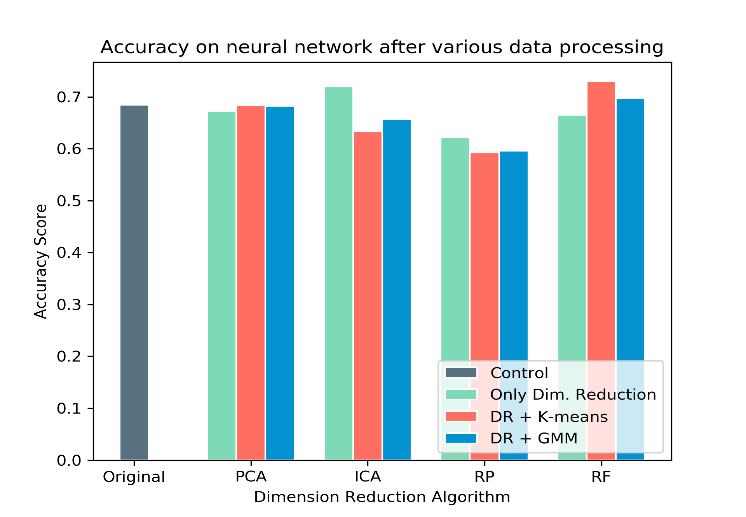 Accuracy on neural network after various data processing
Accuracy Score
0.7
0.6
0.5
0.4
0.3
0.2
0.1
0.0
Control
Only Dim. Reduction
DR + K-means
DR + GMM
Original PCA ICA RP RF
Dimension Reduction Algorithm